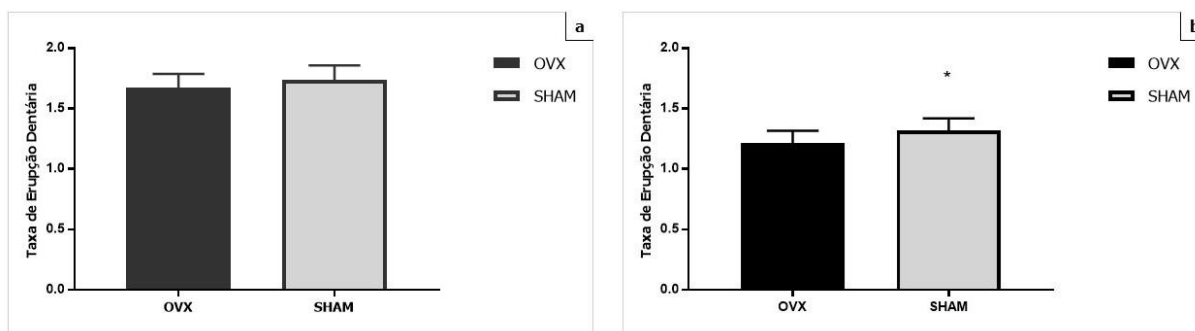 a
2.0
1.5
1.0
0.5
0.0
Taxa de Erupção Dentária
OVX
SHAM
OVX
SHAM
b
2.0
1.5
1.0
0.5
0.0
Taxa de Erupção Dentária
*
OVX
SHAM
OVX
SHAM